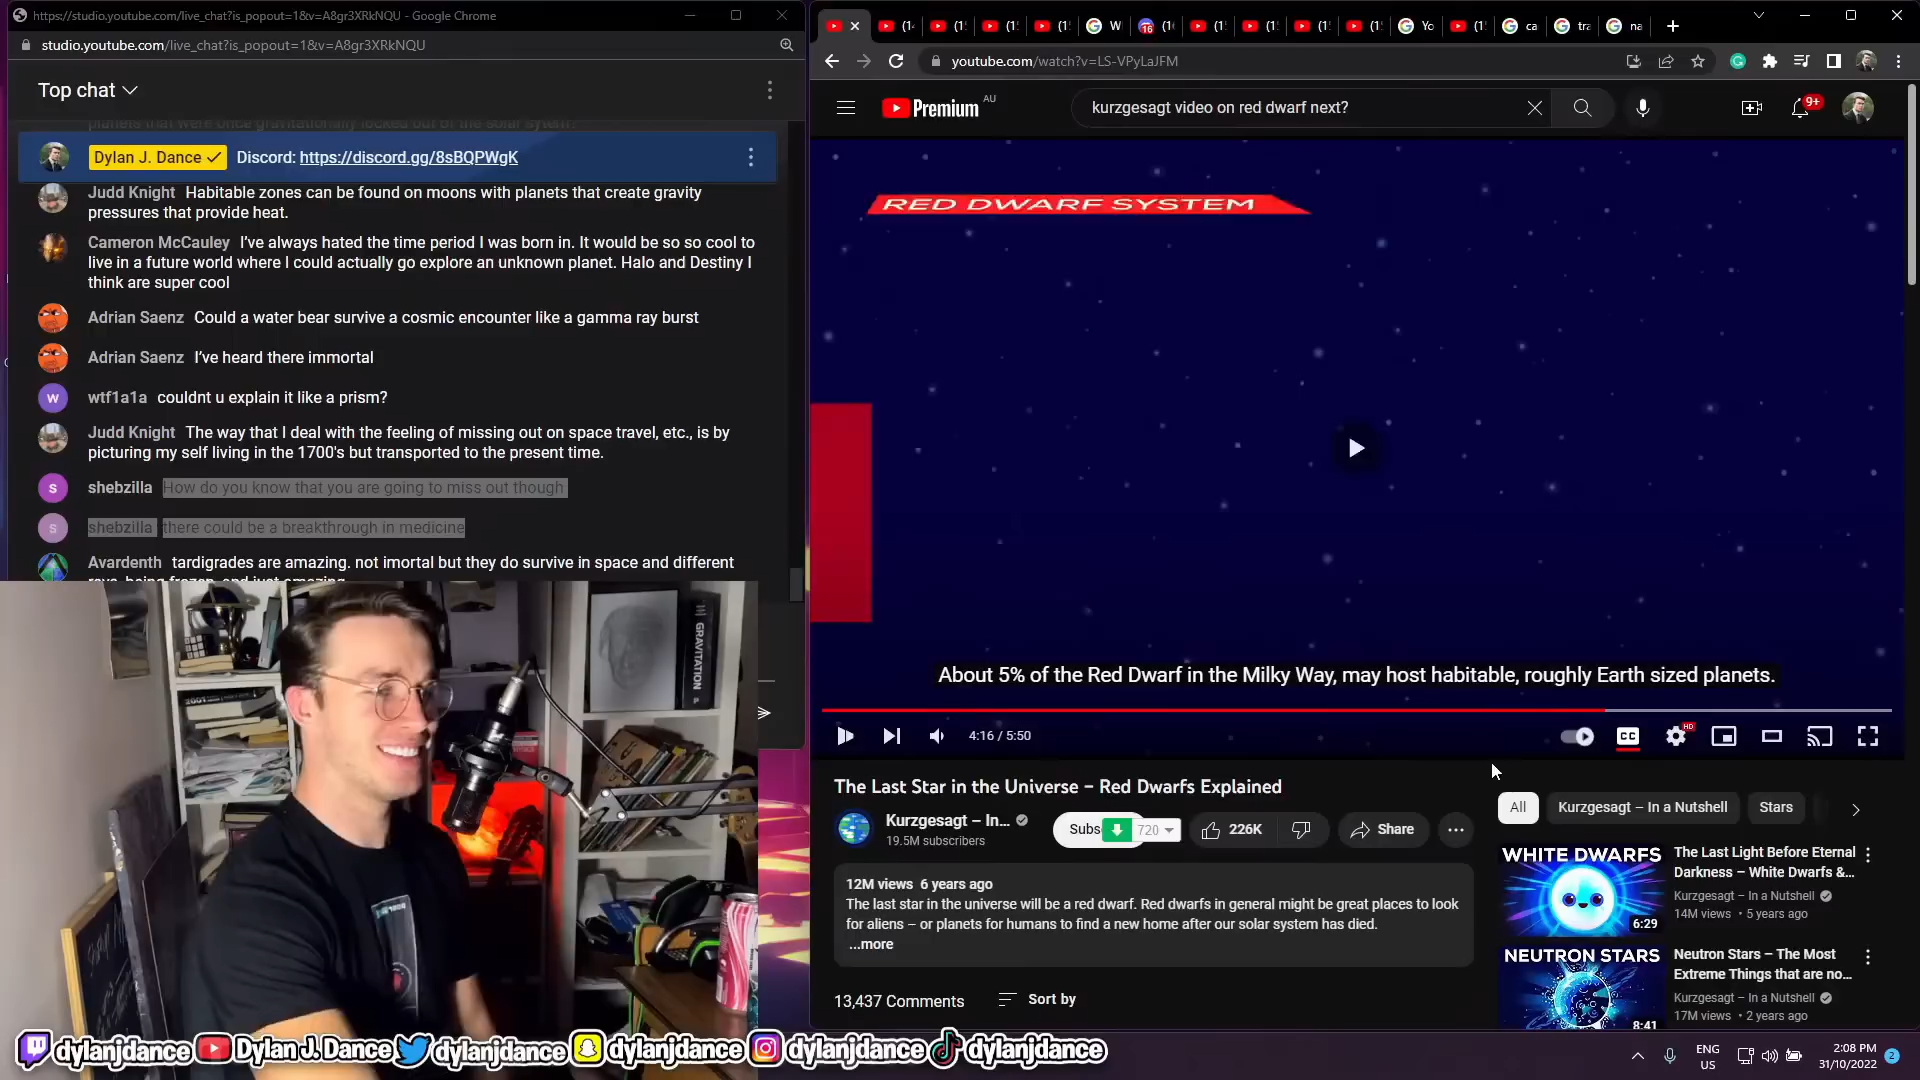 https://studio.youtube.com/live_chat?is_popout=1&v=A8gr3XRkNQU - Google Chrome
studio.youtube.com/live_chat?is_popout=1&v=A8gr3XRkNQU
Top chat
Dylan J. Dance Discord: https://discord.gg/8sBQPWgK
Judd Knight Habitable zones can be found on moons with planets that create gravity
pressures that provide heat.
Cameron McCauley I've always hated the time period I was born in. It would be so so cool to
live in a future world where I could actually go explore an unknown planet. Halo and Destiny I
think are super cool
Adrian Saenz Could a water bear survive a cosmic encounter like a gamma ray burst
Adrian Saenz I've heard there immortal
W wtf1a1a couldnt u explain it like a prism?
Judd Knight The way that I deal with the feeling of missing out on space travel, etc., is by
picturing my self living in the 1700's but transported to the present time.
S shebzilla How do you know that you are going to miss out though
S shebzilla there could be a breakthrough in medicine
Avardenth tardigrades are amazing. not imortal but they do survive in space and different
GRAVITATION
W
16
Yo
ca
tra
na
youtube.com/watch?v=LS-VPyLaJFM
Premium AU
kurzgesagt video on red dwarf next?
9+
RED DWARF SYSTEM
About 5% of the Red Dwarf in the Milky Way, may host habitable, roughly Earth sized planets.
4:16 / 5:50
CC
HD
The Last Star in the Universe – Red Dwarfs Explained
Kurzgesagt – In...
19.5M subscribers
Subs
720
226K
Share
12M views 6 years ago
The last star in the universe will be a red dwarf. Red dwarfs in general might be great places to look
for aliens – or planets for humans to find a new home after our solar system has died.
...more
13,437 Comments
Sort by
All
Kurzgesagt – In a Nutshell
Stars
WHITE DWARFS
6:29
The Last Light Before Eternal
Darkness – White Dwarfs &...
Kurzgesagt – In a Nutshell
14M views • 5 years ago
NEUTRON STARS
8:41
Neutron Stars – The Most
Extreme Things that are no...
Kurzgesagt – In a Nutshell
17M views • 2 years ago
dylanjdance Dylan J. Dance dylanjdance dylanjdance dylanjdance dylanjdance
ENG
US
2:08 PM
31/10/2022
2